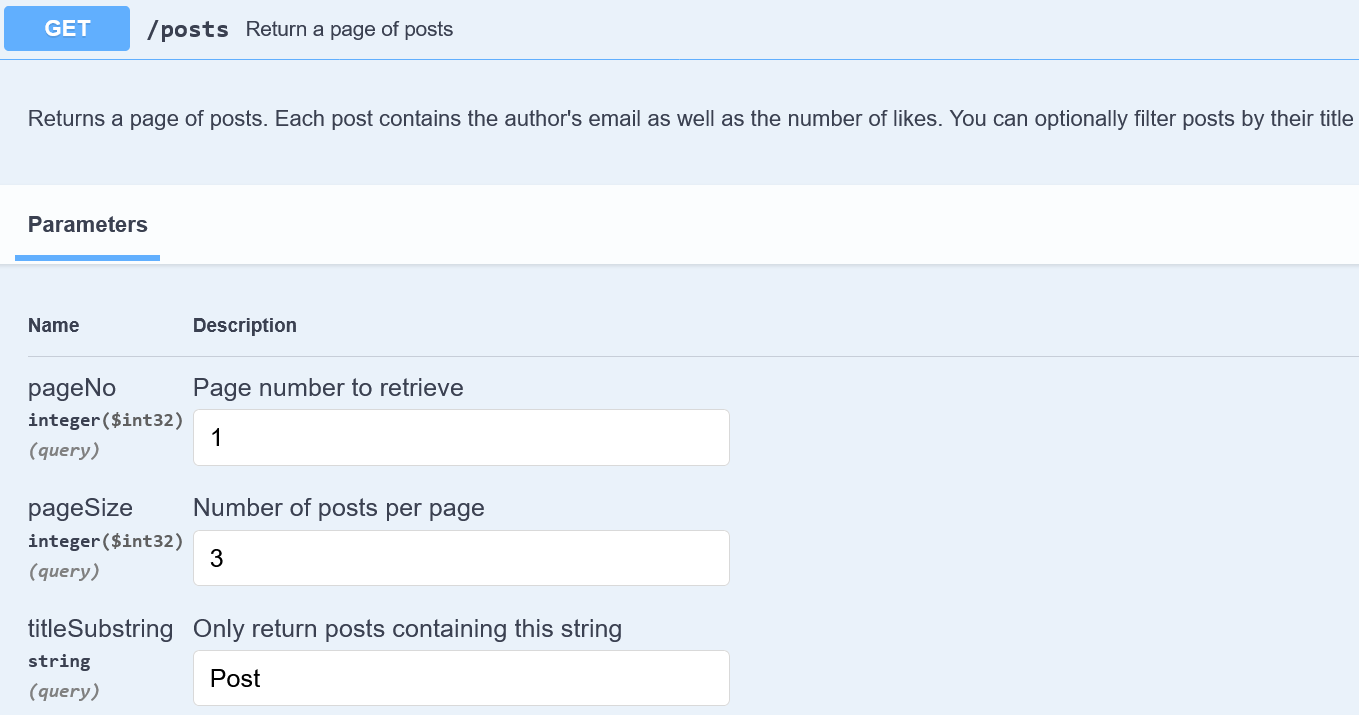 GET /posts Return a page of posts
Returns a page of posts. Each post contains the author's email as well as the number of likes. You can optionally filter posts by their title
Parameters
Name Description
pageNo Page number to retrieve
integer($int32)
(query)
1
pageSize Number of posts per page
integer($int32)
(query)
3
titleSubstring Only return posts containing this string
string
(query)
Post